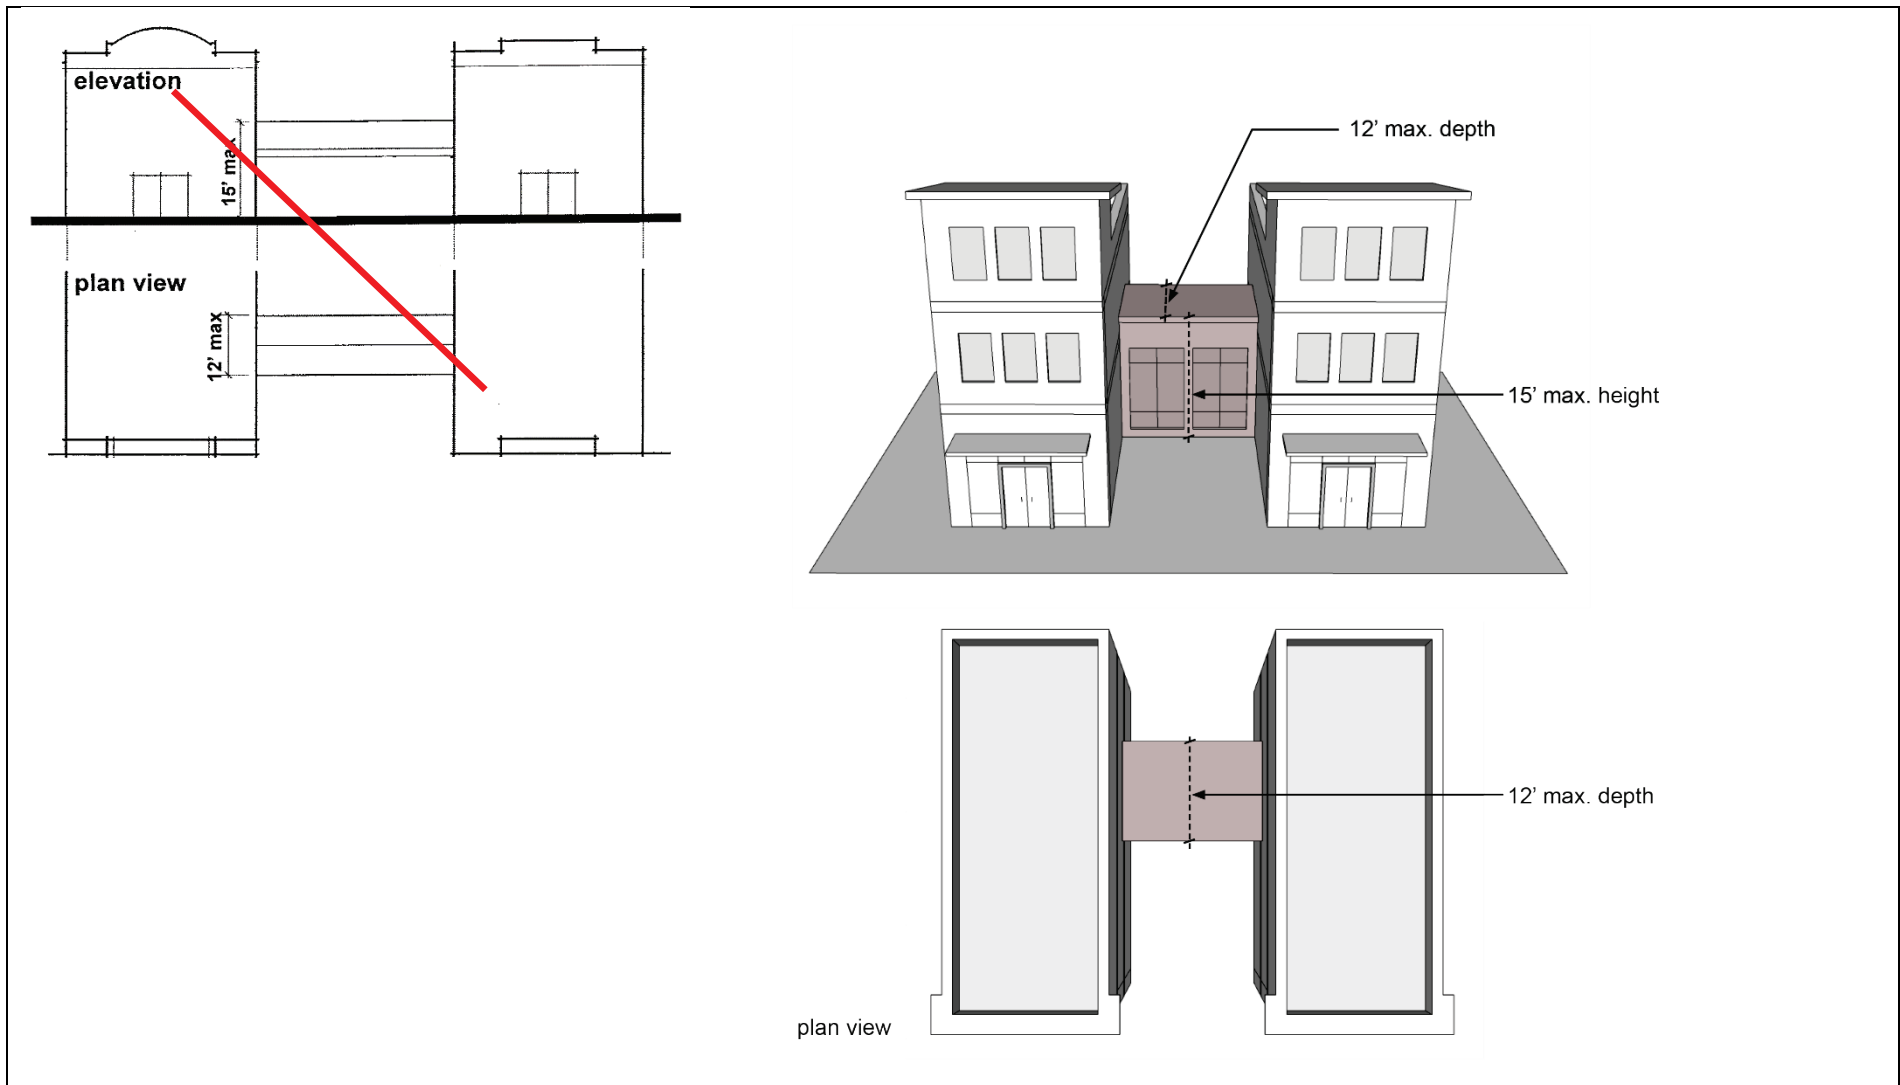 elevation
15’ max
plan view
12’ max
12’ max. depth
15’ max. height
12’ max. depth
plan view